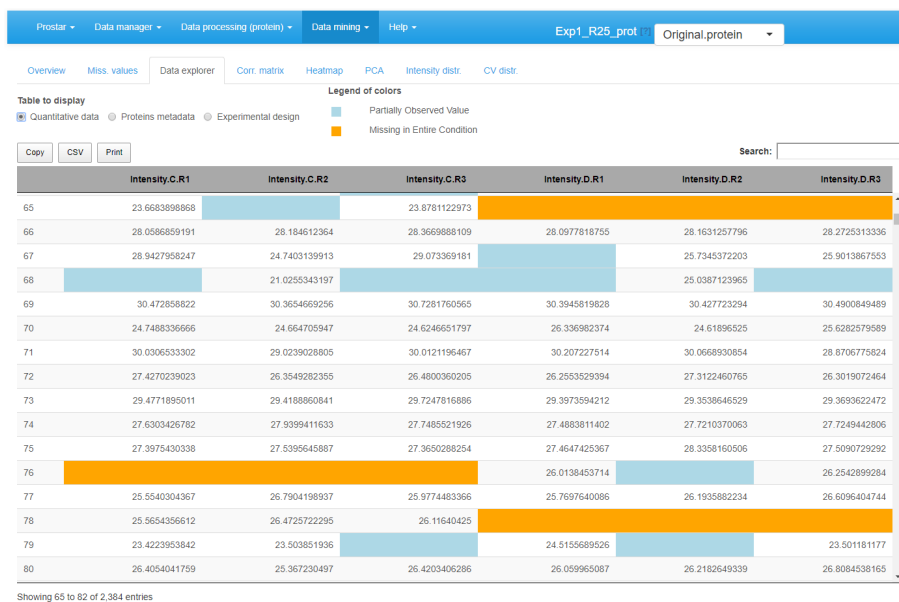 Prostar Data manager Data processing (protein) Data mining Help Exp1_R25_prot [?] Original.protein
Overview Miss. values Data explorer Corr. matrix Heatmap PCA Intensity distr. CV distr.
Legend of colors
Table to display
Partially Observed Value
Quantitative data Proteins metadata Experimental design
Missing in Entire Condition
Copy CSV Print Search:
Intensity.C.R1 Intensity.C.R2 Intensity.C.R3 Intensity.D.R1 Intensity.D.R2 Intensity.D.R3
65 23.6683898868 23.8781122973
66 28.0586859191 28.184612364 28.3669888109 28.0977818755 28.1631257796 28.2725313336
67 28.9427958247 24.7403139913 29.073369181 25.7345372203 25.9013867553
68 21.0255343197 25.0387123965
69 30.472858822 30.3654669256 30.7281760565 30.3945819828 30.427723294 30.4900849489
70 24.7488336666 24.664705947 24.6246651797 26.336982374 24.61896525 25.6282579589
71 30.0306533302 29.0239028805 30.0121196467 30.207227514 30.0668930854 28.8706775824
72 27.4270239023 26.3549282355 26.4800360205 26.2553529394 27.3122460765 26.3019072464
73 29.4771895011 29.4188860841 29.7247816886 29.3973594212 29.3538646529 29.3693622472
74 27.6303426782 27.9399411633 27.7485521926 27.4883811402 27.7210370063 27.7249442806
75 27.3975430338 27.5395645887 27.3650288254 27.4647425367 28.3358160506 27.5090729292
76 26.0138453714 26.2542899284
77 25.5540304367 26.7904198937 25.9774483366 25.7697640086 26.1935882234 26.6096404744
78 25.5654356612 26.4725722295 26.11640425
79 23.4223953842 23.503851936 24.5155689526 23.501181177
80 26.4054041759 25.367230497 26.4203406286 26.059965087 26.2182649339 26.8084538165
Showing 65 to 82 of 2,384 entries